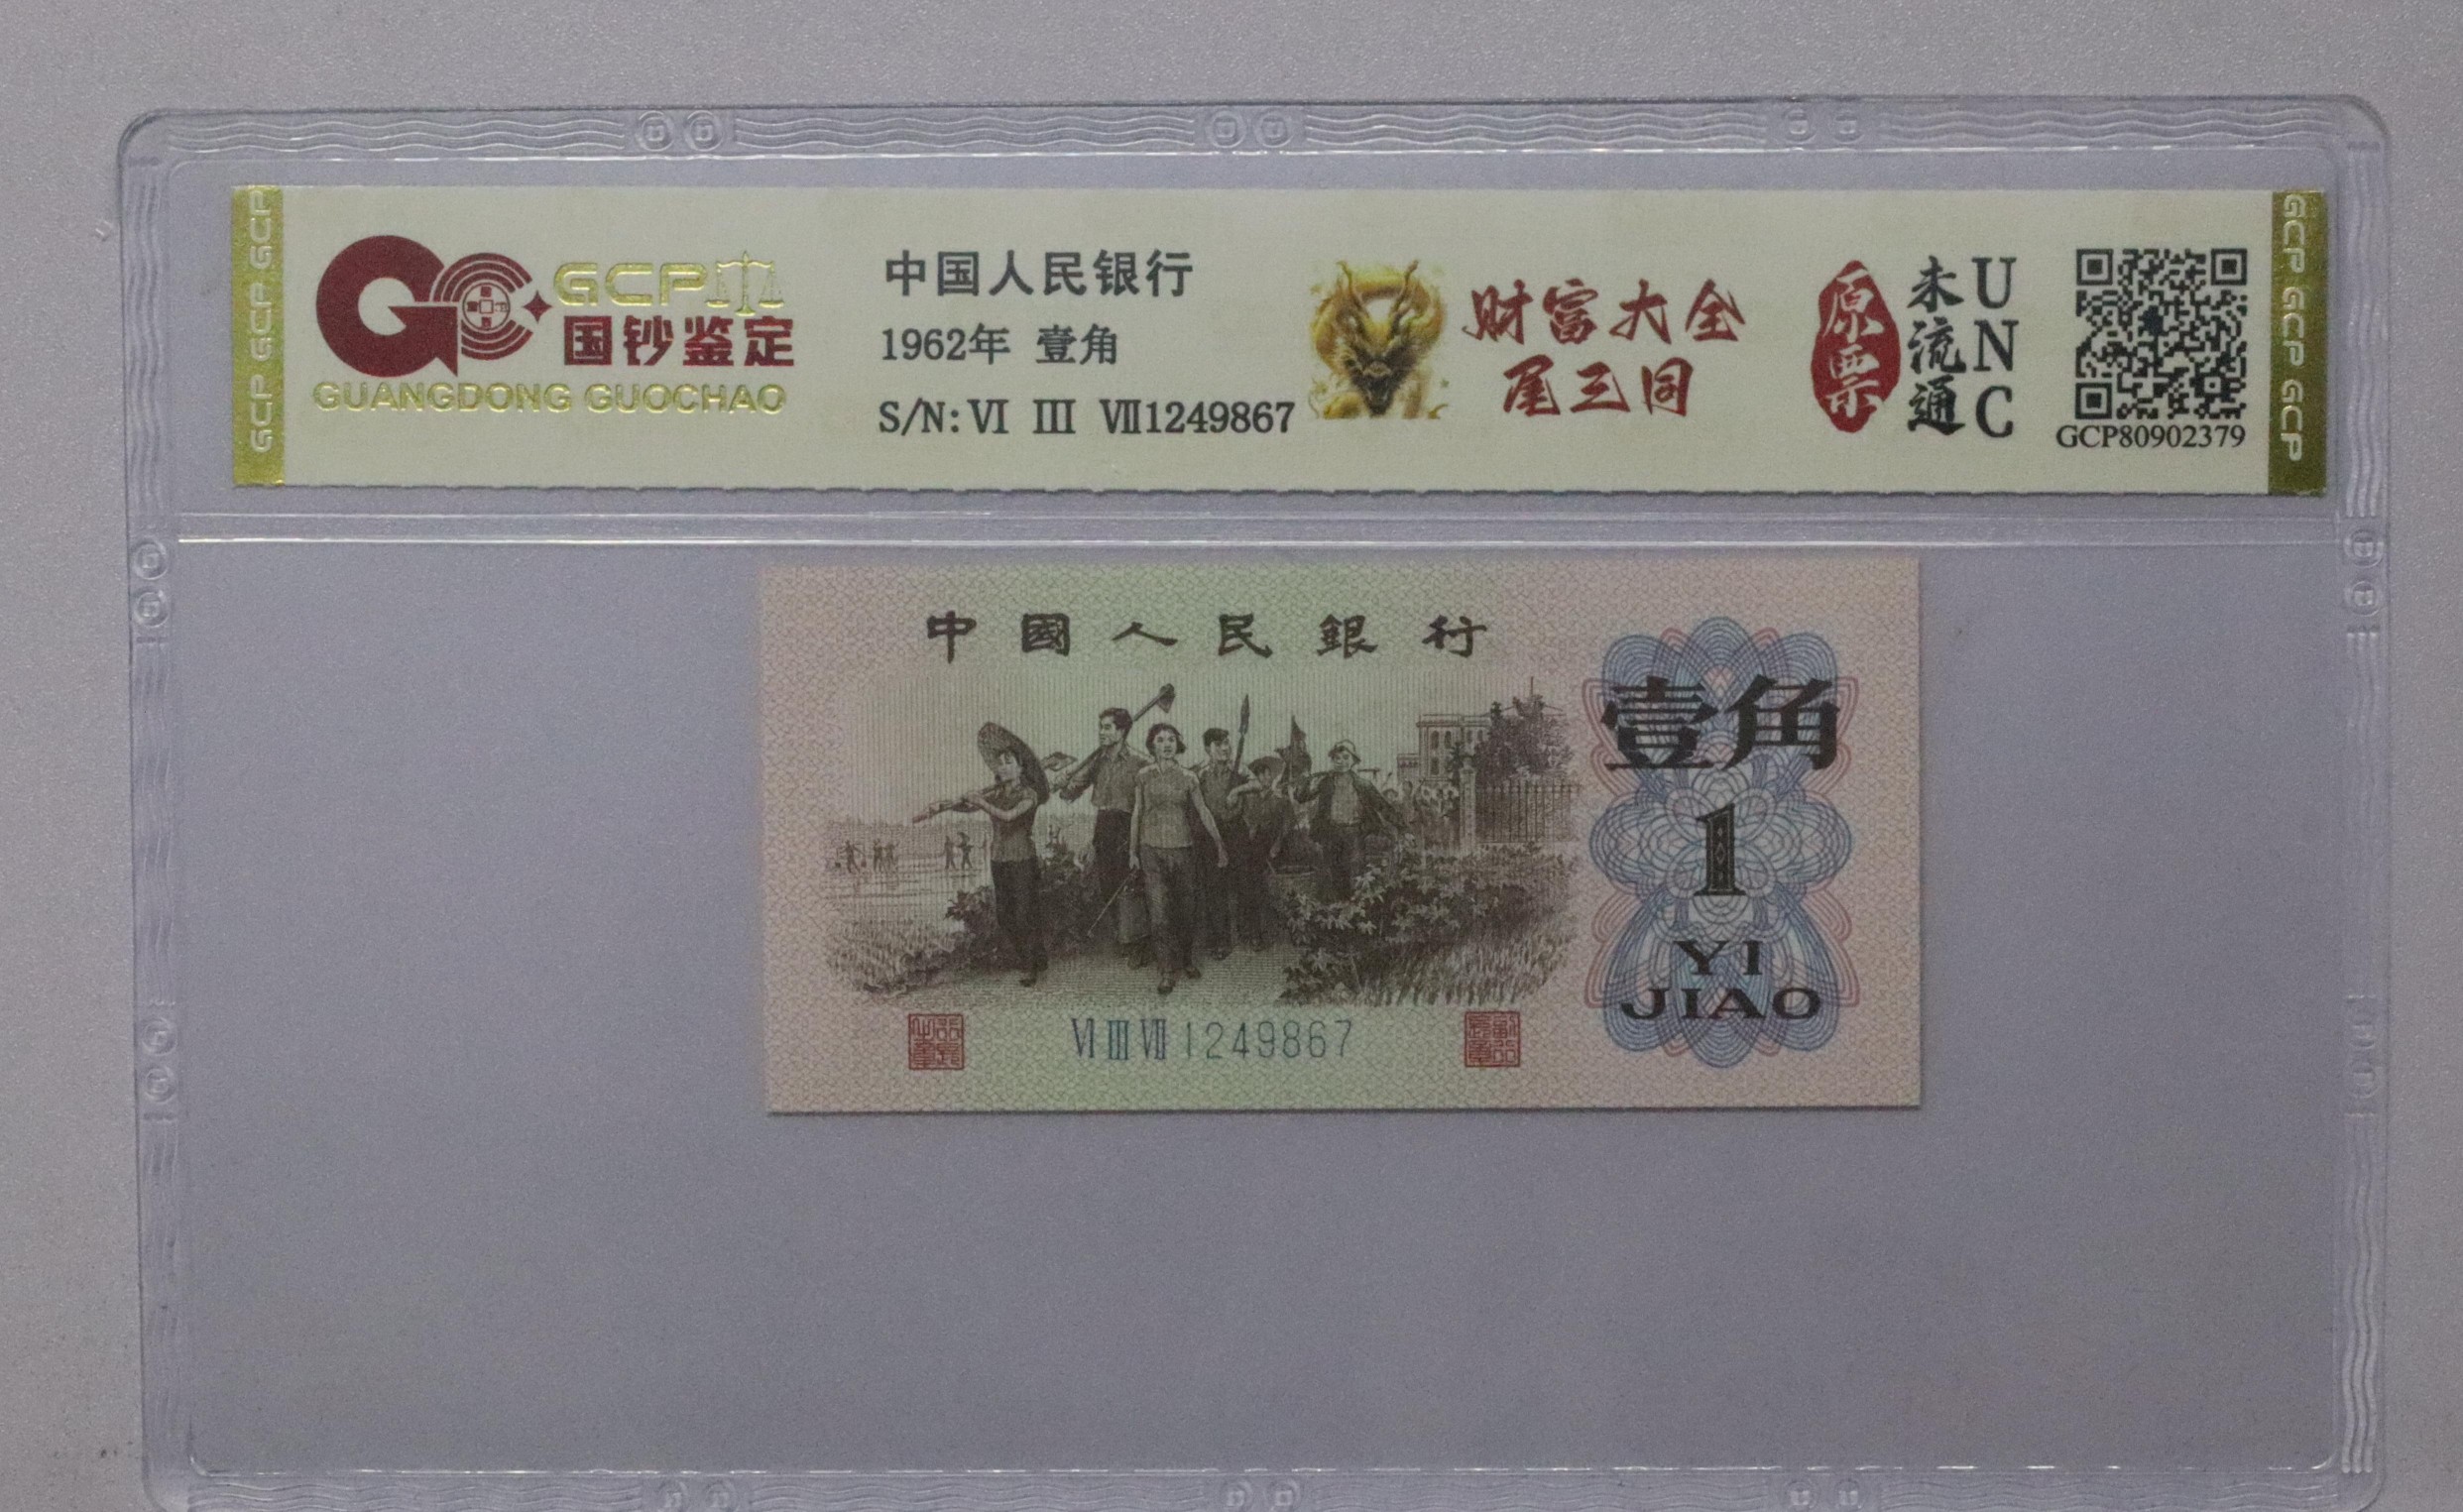 GCP GCP GCP
GCP
国钞鉴定
GUANGDONG GUOCHAO
中国人民银行
1962年 壹角
S/N: Ⅵ Ⅲ Ⅶ1249867
财富大全
尾三同
原票
未流通
UNC
GCP80902379
GCP GCP GCP
中國人民銀行
壹角
1
YI
JIAO
Ⅵ Ⅲ Ⅶ 1249867